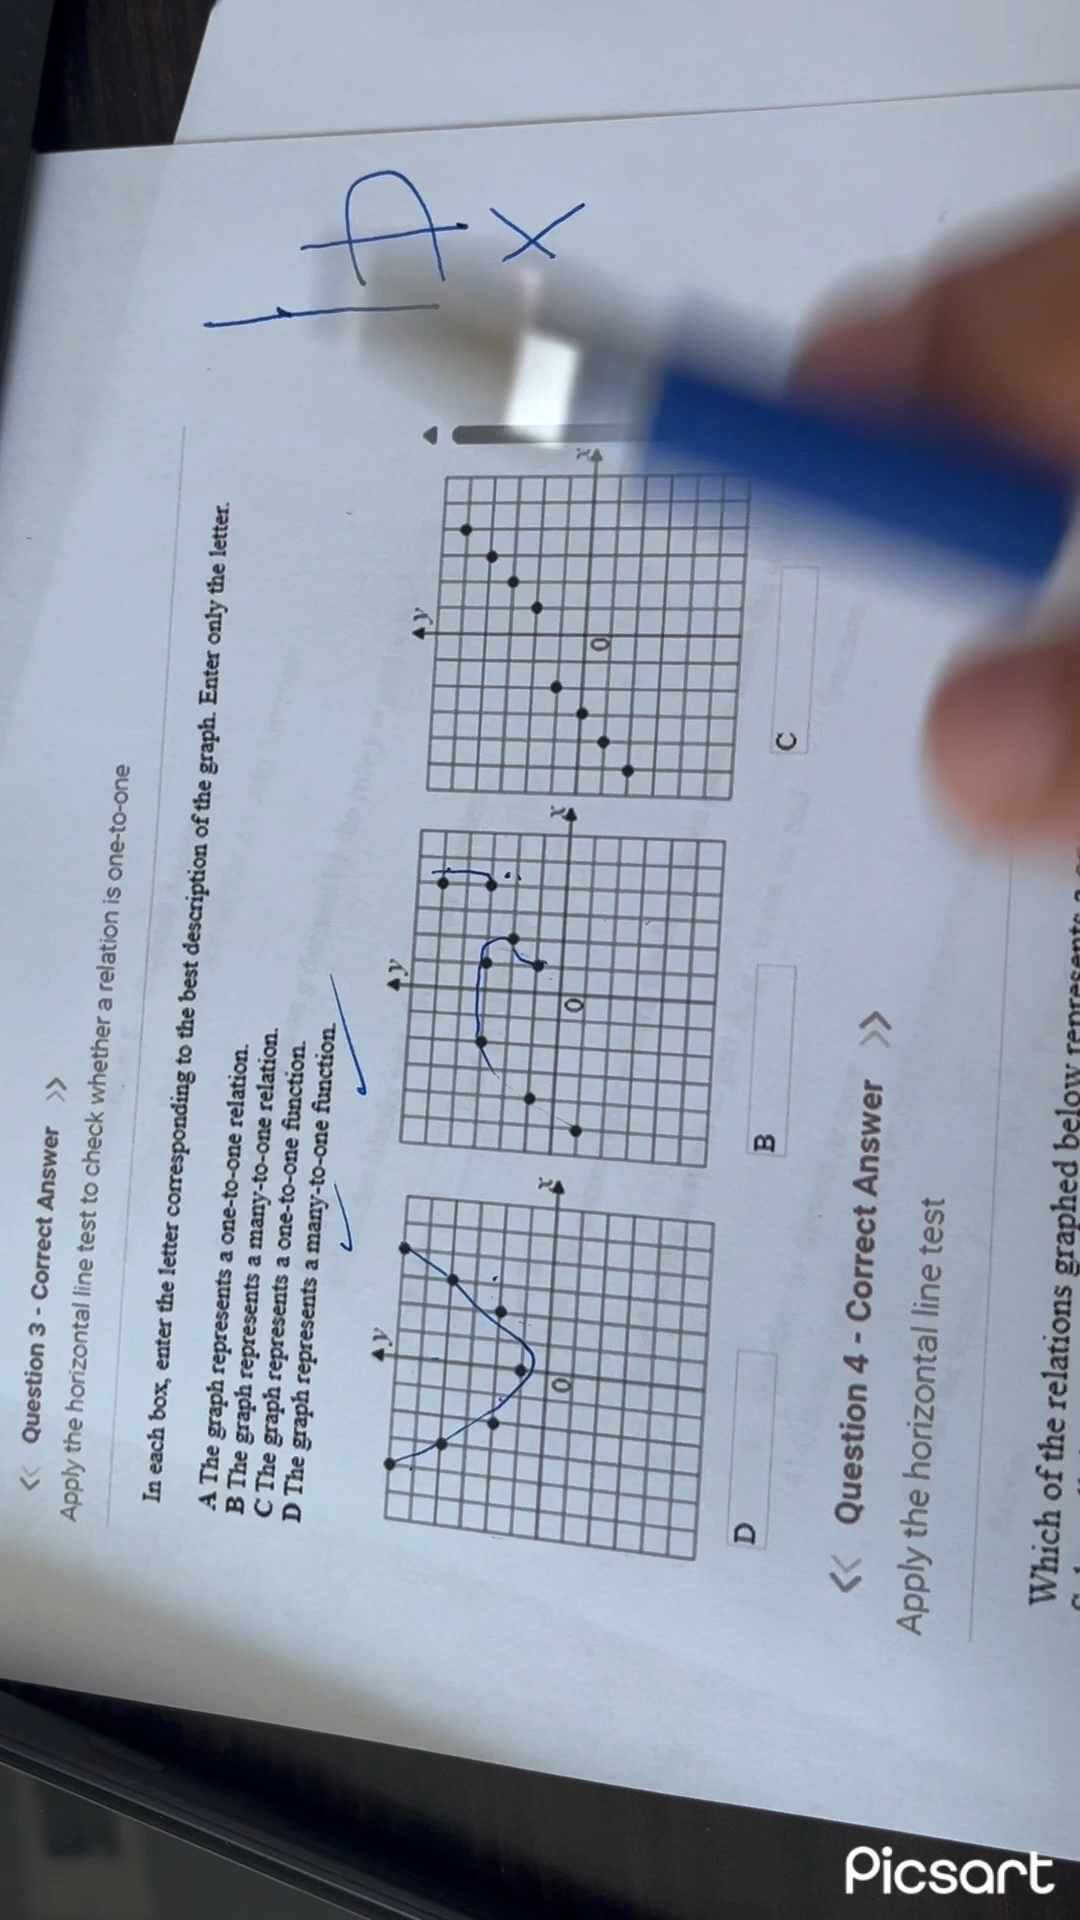 << Question 3 - Correct Answer >>
Apply the horizontal line test to check whether a relation is one-to-one
In each box, enter the letter corresponding to the best description of the graph. Enter only the letter.
A The graph represents a one-to-one relation.
B The graph represents a many-to-one relation.
C The graph represents a one-to-one function.
D The graph represents a many-to-one function.
y y y
x x x
0 0 0
D B C
<< Question 4 - Correct Answer >>
Apply the horizontal line test
Which of the relations graphed below represents
Picsart